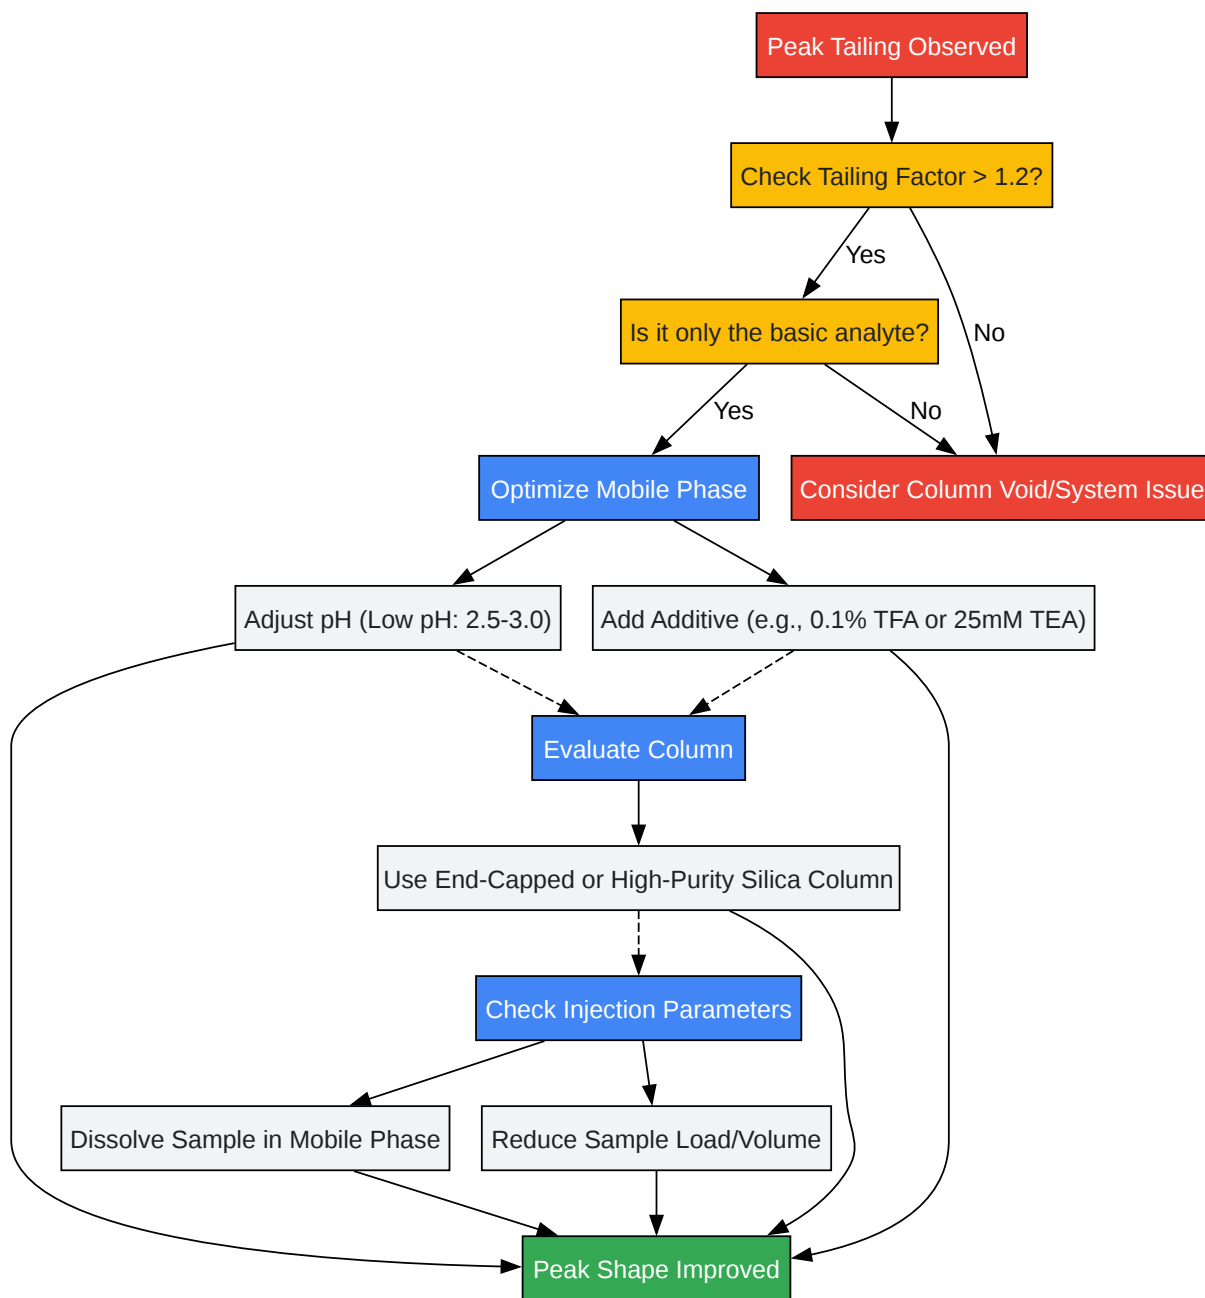 Peak Tailing Observed
Check Tailing Factor > 1.2?
Yes
Is it only the basic analyte?
No
Yes
No
Optimize Mobile Phase
Consider Column Void/System Issue
Adjust pH (Low pH: 2.5-3.0)
Add Additive (e.g., 0.1% TFA or 25mM TEA)
Evaluate Column
Use End-Capped or High-Purity Silica Column
Check Injection Parameters
Dissolve Sample in Mobile Phase
Reduce Sample Load/Volume
Peak Shape Improved